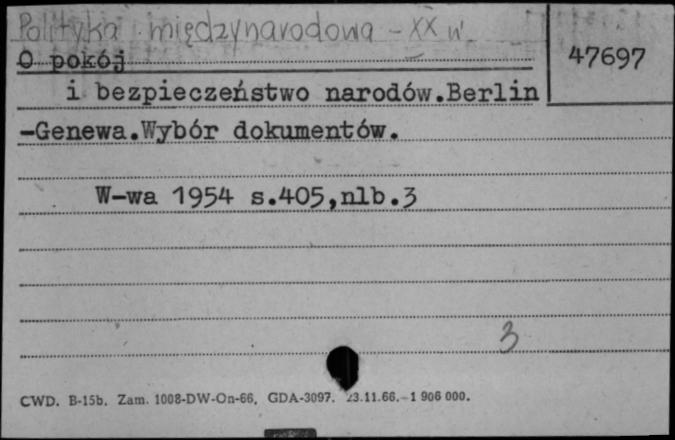 Polityka międzynarodowa - XX w.
47697
O pokój
i bezpieczeństwo narodów.Berlin
-Genewa.Wybór dokumentów.
W-wa 1954 s.405,nlb.3
3
CWD. B-15b. Zam. 1008-DW-On-66. GDA-3097. 23.11.66.-1 906 000.